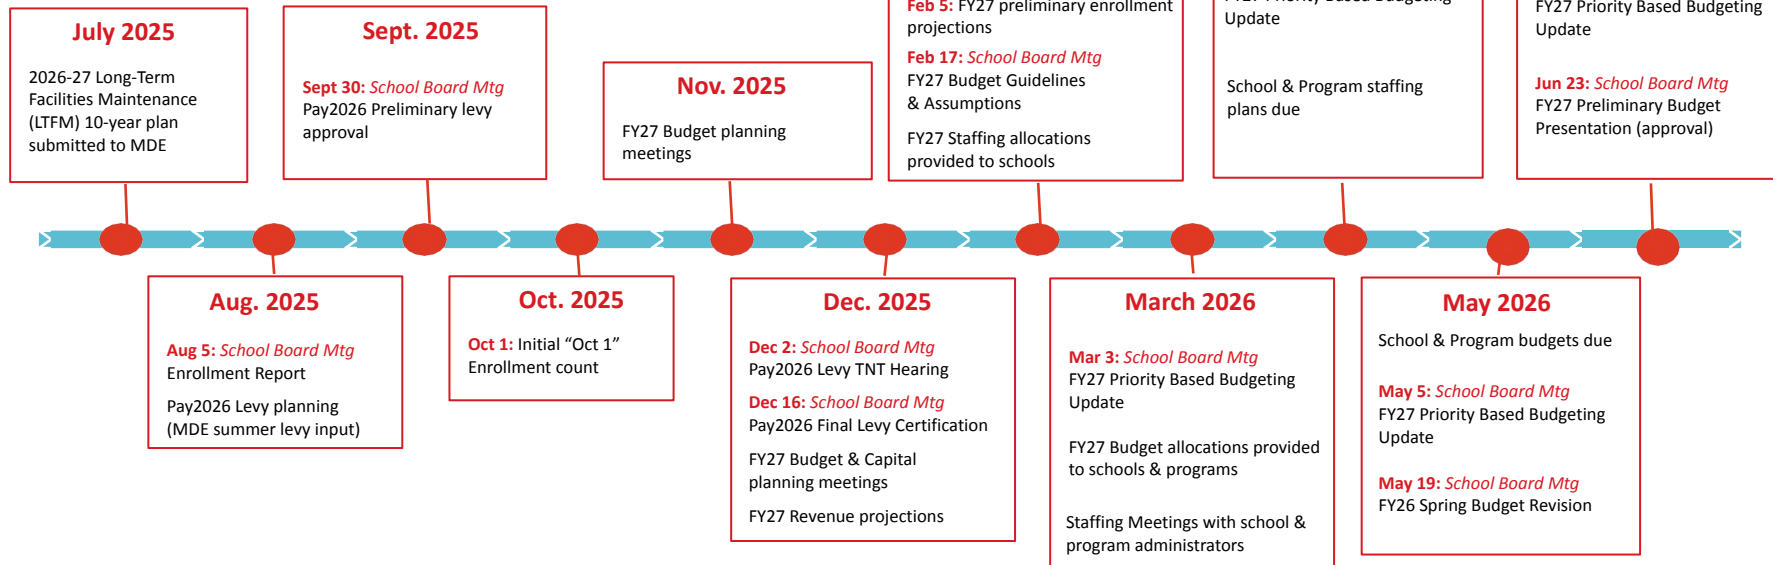 July 2025
2026-27 Long-Term
Facilities Maintenance
(LTFM) 10-year plan
submitted to MDE
Sept. 2025
Sept 30: School Board Mtg
Pay2026 Preliminary levy
approval
Nov. 2025
FY27 Budget planning
meetings
Feb 5: FY27 preliminary enrollment
projections
Feb 17: School Board Mtg
FY27 Budget Guidelines
& Assumptions
FY27 Staffing allocations
provided to schools
FY27 Priority Based Budgeting
Update
School & Program staffing
plans due
FY27 Priority Based Budgeting
Update
Jun 23: School Board Mtg
FY27 Preliminary Budget
Presentation (approval)
Aug. 2025
Aug 5: School Board Mtg
Enrollment Report
Pay2026 Levy planning
(MDE summer levy input)
Oct. 2025
Oct 1: Initial “Oct 1”
Enrollment count
Dec. 2025
Dec 2: School Board Mtg
Pay2026 Levy TNT Hearing
Dec 16: School Board Mtg
Pay2026 Final Levy Certification
FY27 Budget & Capital
planning meetings
FY27 Revenue projections
March 2026
Mar 3: School Board Mtg
FY27 Priority Based Budgeting
Update
FY27 Budget allocations provided
to schools & programs
Staffing Meetings with school &
program administrators
May 2026
School & Program budgets due
May 5: School Board Mtg
FY27 Priority Based Budgeting
Update
May 19: School Board Mtg
FY26 Spring Budget Revision